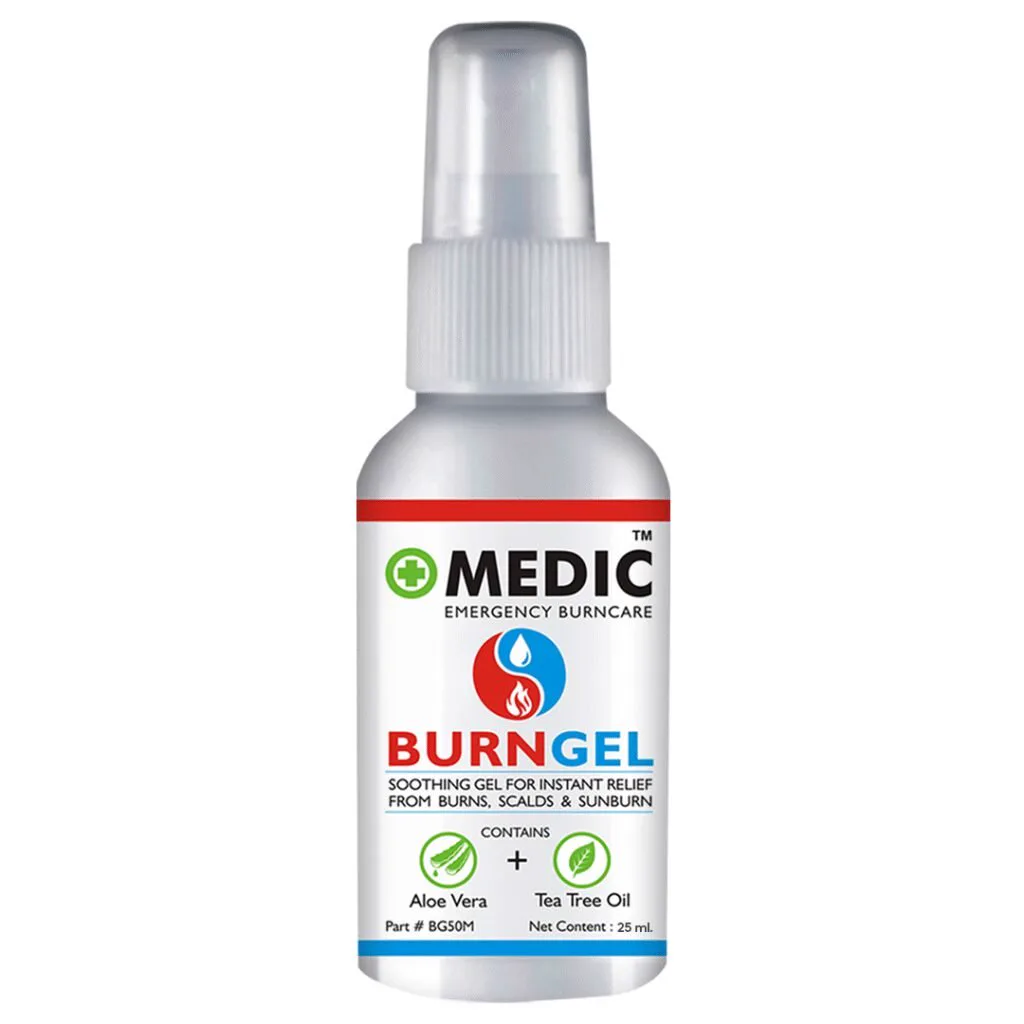 TM
MEDIC
EMERGENCY BURNCARE
BURNGEL
SOOTHING GEL FOR INSTANT RELIEF
FROM BURNS, SCALDS & SUNBURN
CONTAINS
+
Aloe Vera Tea Tree Oil
Part # BG50M Net Content : 25 ml.